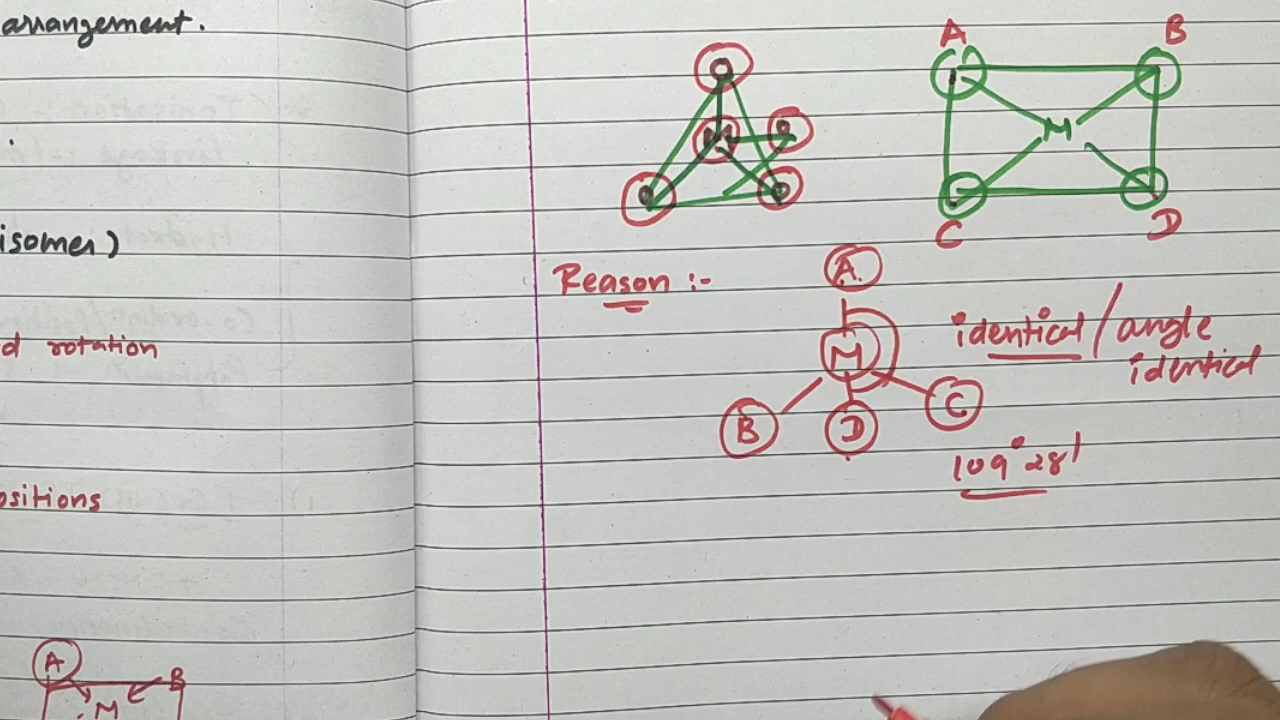 arrangement.
isomer)
d rotation
ositions
A
B
M
A B
M
M
C D
Reason :-
A
M
B D C
identical / angle
identical
109° 28'